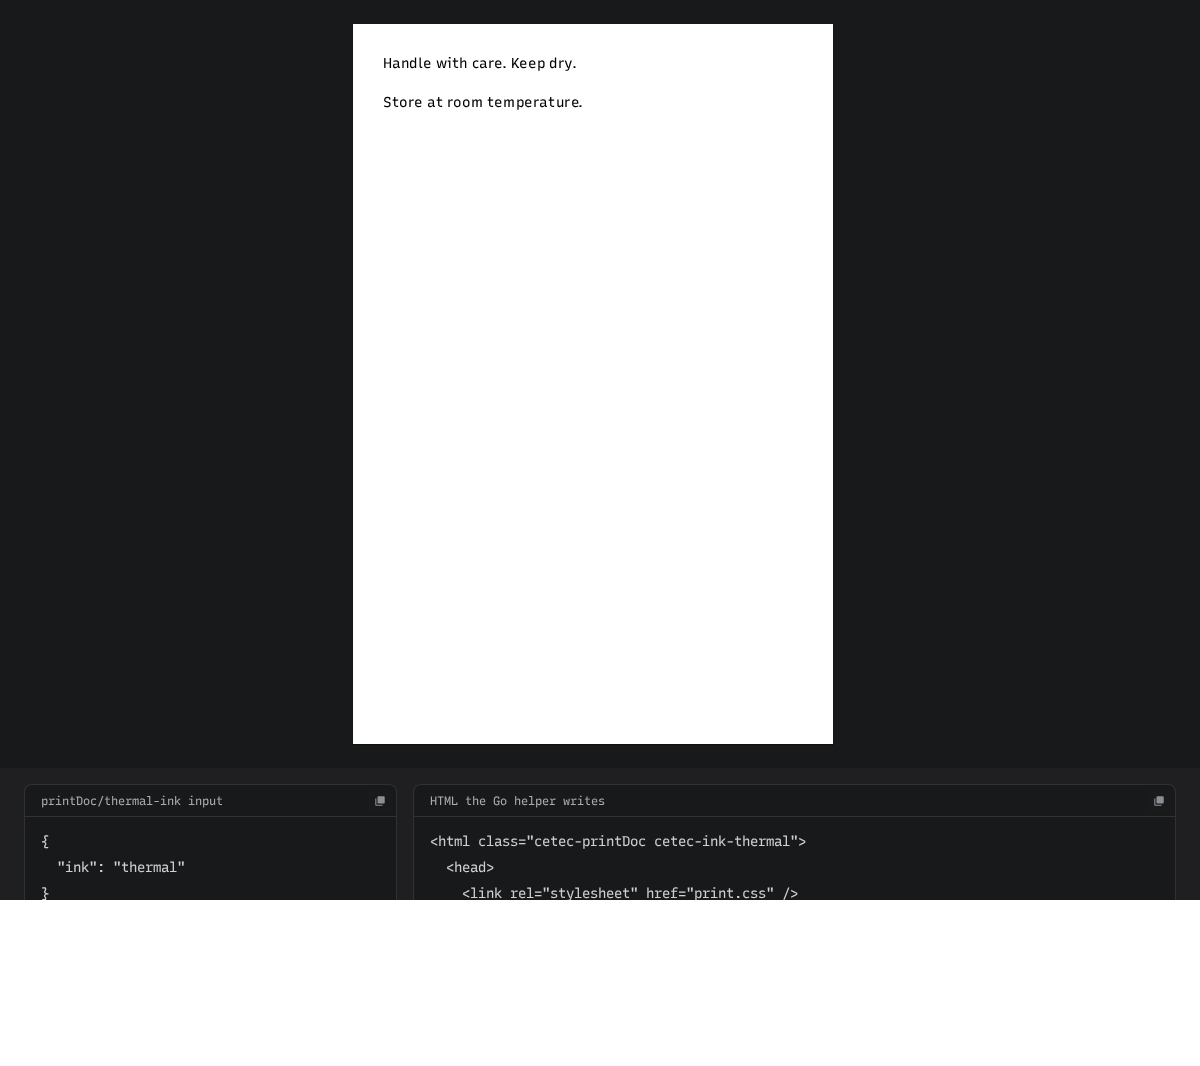 Handle with care. Keep dry.
Store at room temperature.
printDoc/thermal-ink input
{
  "ink": "thermal"
}
HTML the Go helper writes
<html class="cetec-printDoc cetec-ink-thermal">
  <head>
    <link rel="stylesheet" href="print.css" />